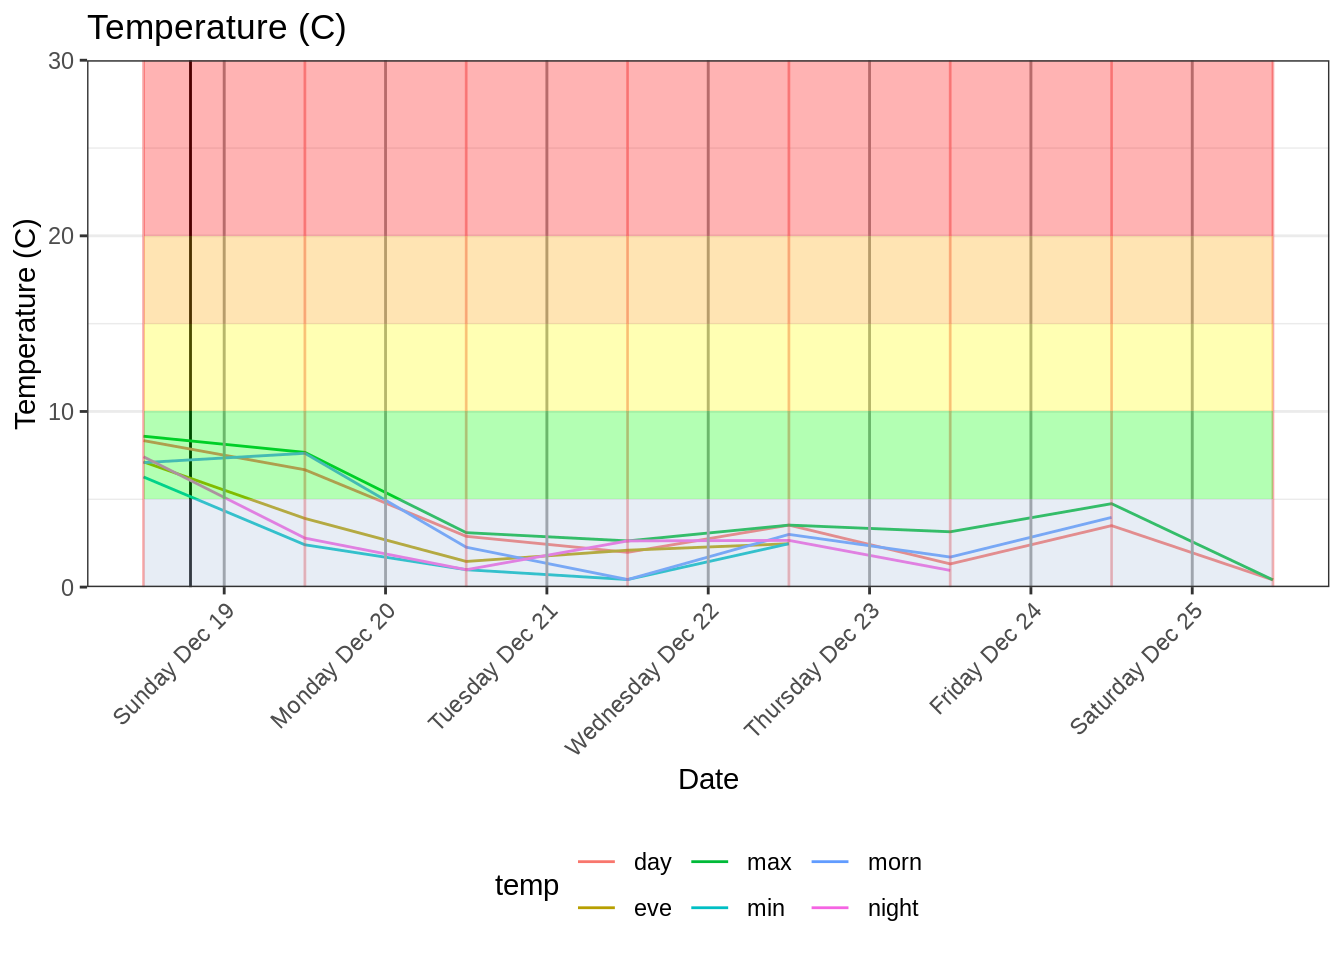 Temperature (C)
Temperature (C)
30
20
10
0
Sunday Dec 19
Monday Dec 20
Tuesday Dec 21
Wednesday Dec 22
Thursday Dec 23
Friday Dec 24
Saturday Dec 25
Date
temp
day max morn
eve min night